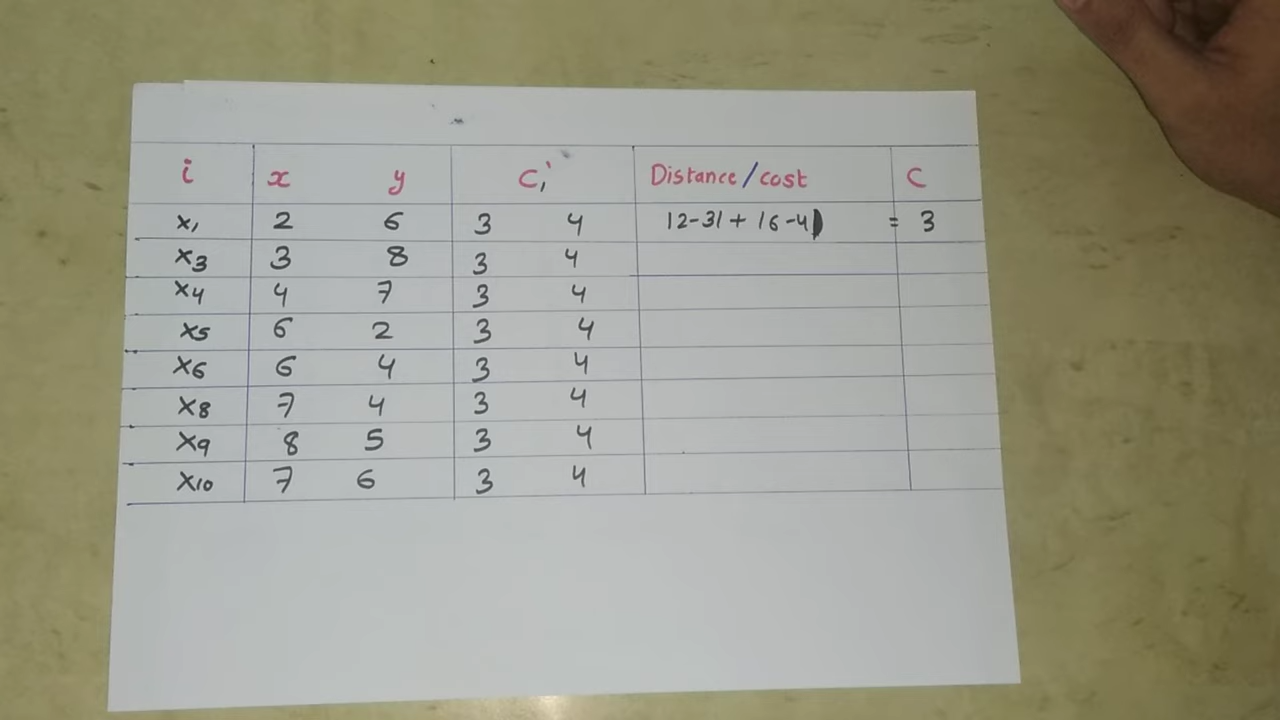 i x y C₁' Distance/cost C
x₁ 2 6 3 4 |2-3|+|6-4| = 3
x₃ 3 8 3 4
x₄ 4 7 3 4
x₅ 6 2 3 4
x₆ 6 4 3 4
x₈ 7 4 3 4
x₉ 8 5 3 4
x₁₀ 7 6 3 4